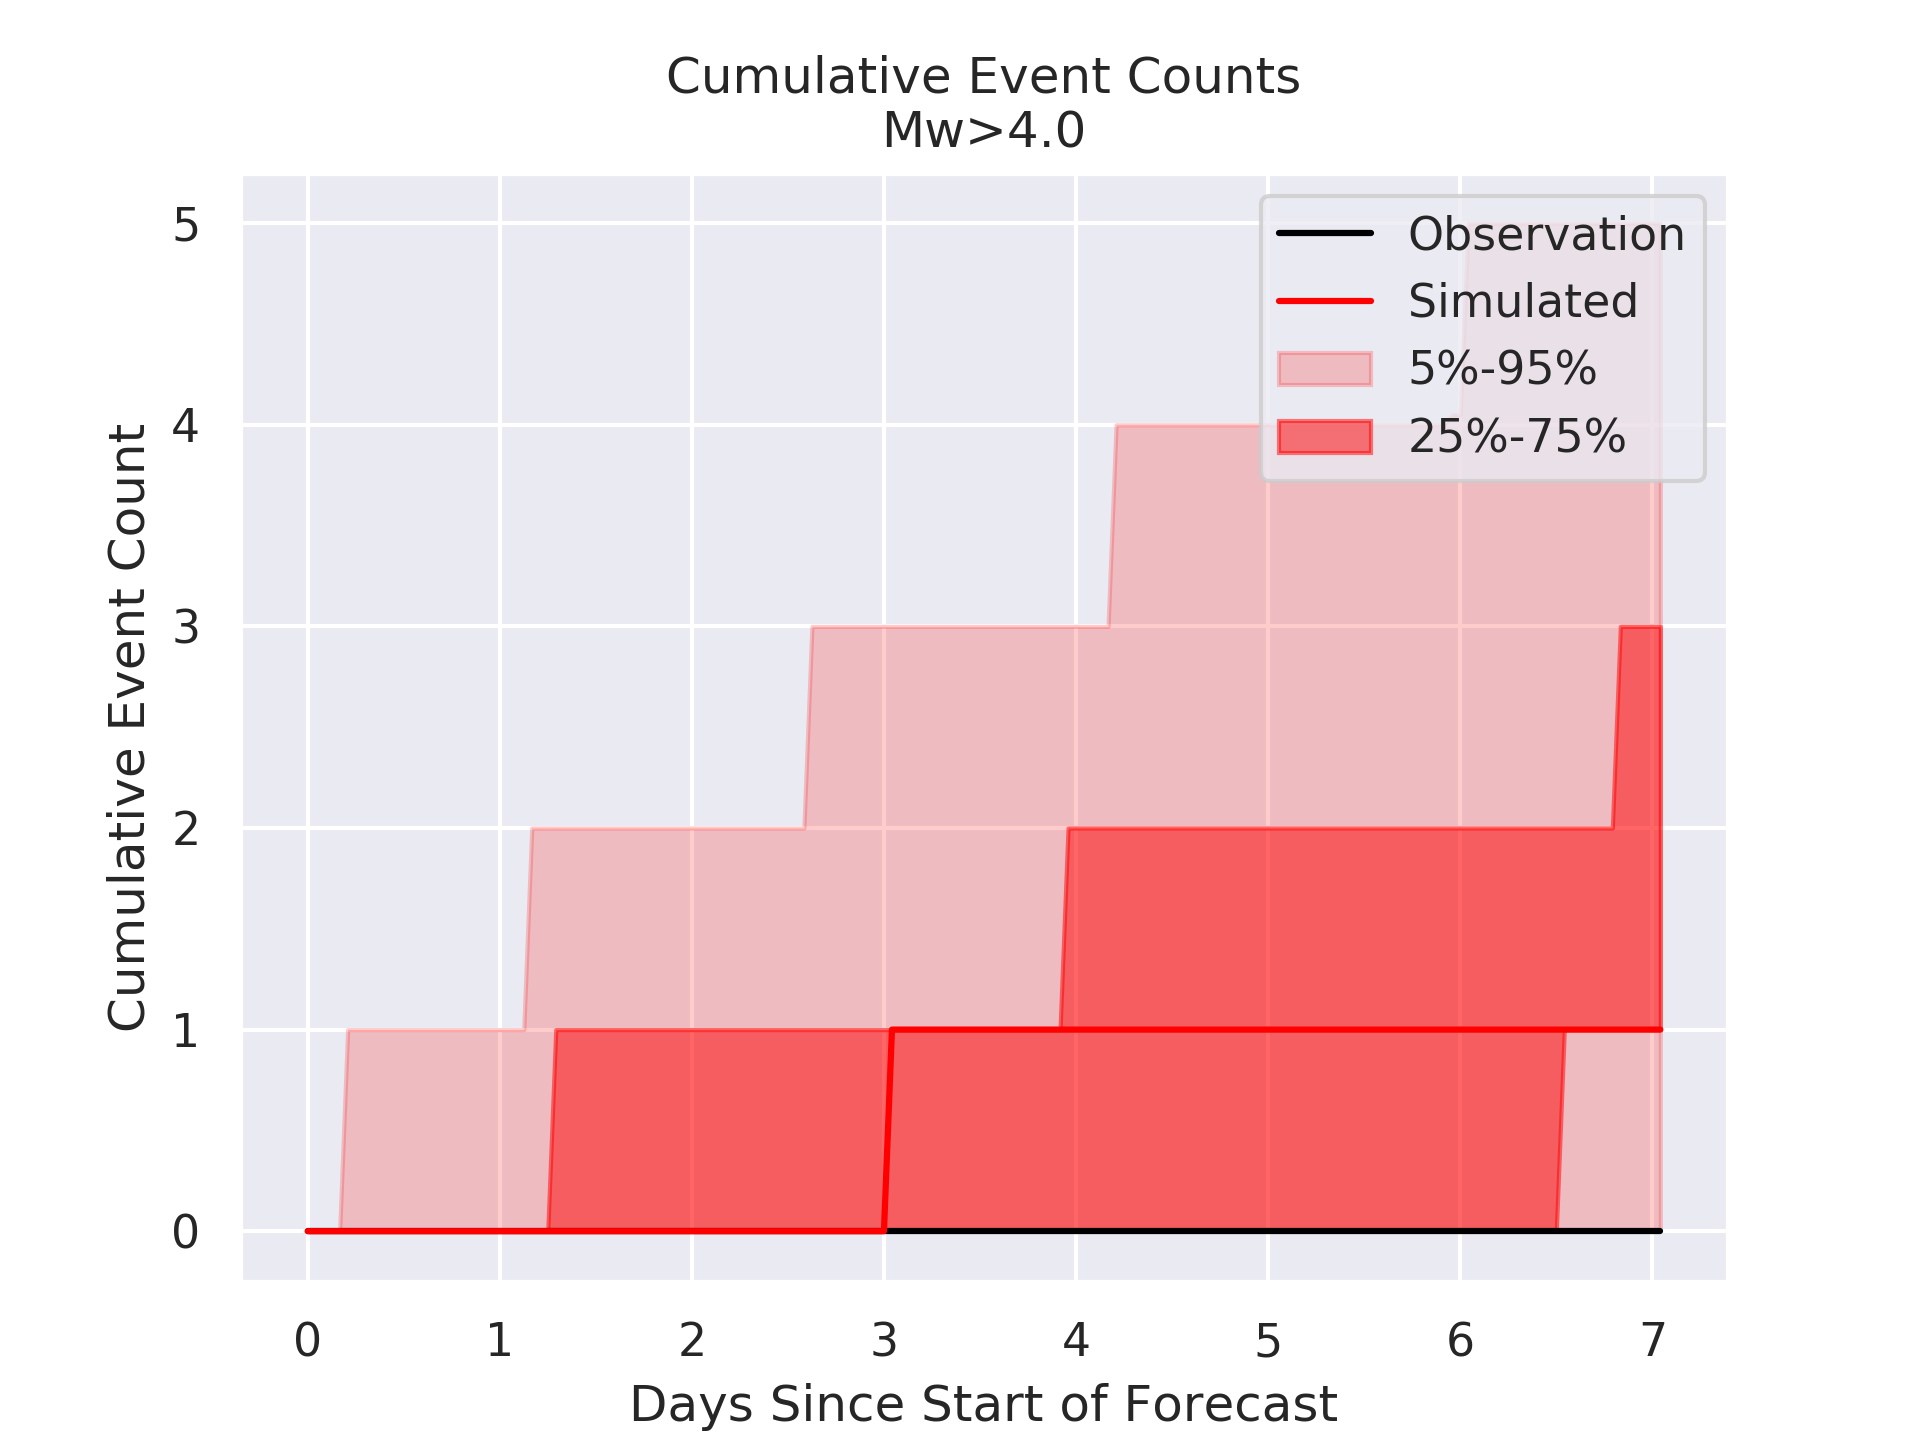 Cumulative Event Counts
Mw>4.0
Cumulative Event Count
5
4
3
2
1
0
Observation
Simulated
5%-95%
25%-75%
0 1 2 3 4 5 6 7
Days Since Start of Forecast